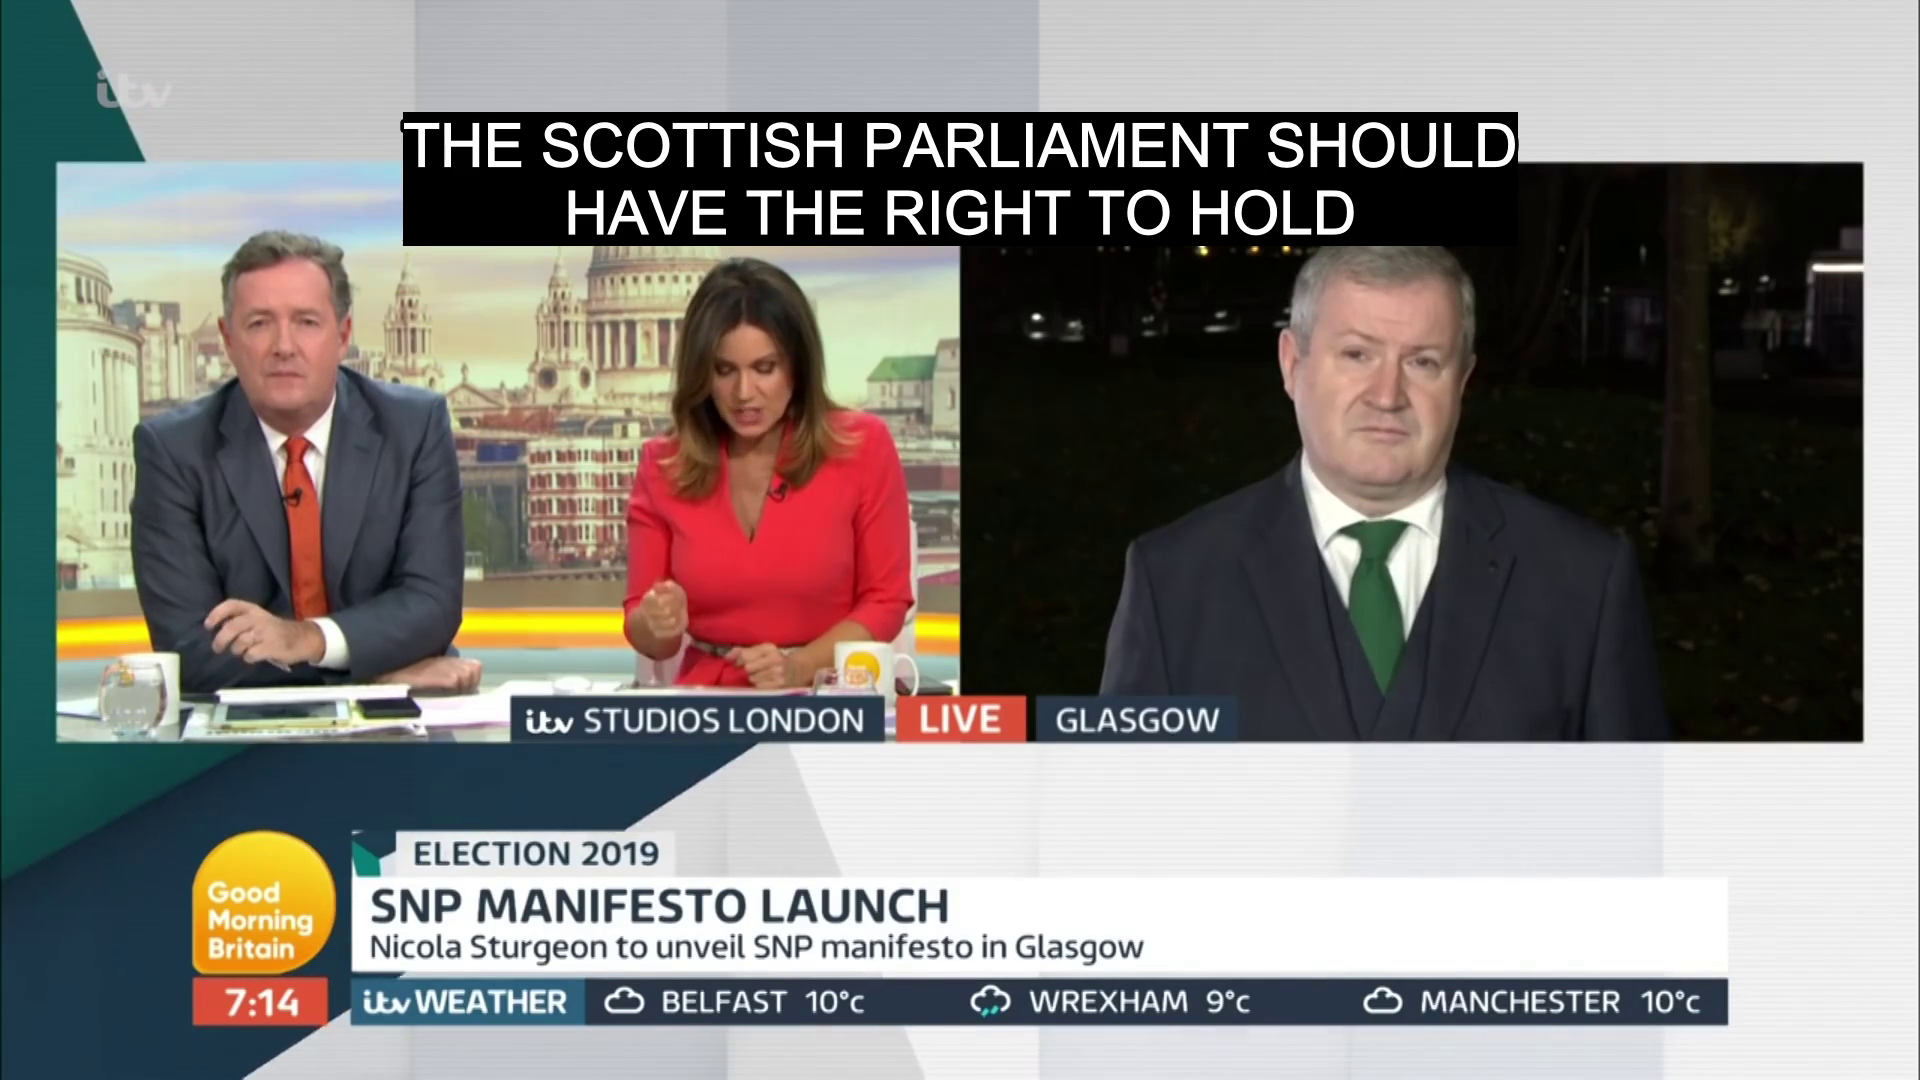 itv
THE SCOTTISH PARLIAMENT SHOULD
HAVE THE RIGHT TO HOLD
itv STUDIOS LONDON
LIVE
GLASGOW
ELECTION 2019
SNP MANIFESTO LAUNCH
Nicola Sturgeon to unveil SNP manifesto in Glasgow
Good
Morning
Britain
7:14
itv WEATHER BELFAST 10°c WREXHAM 9°c MANCHESTER 10°c